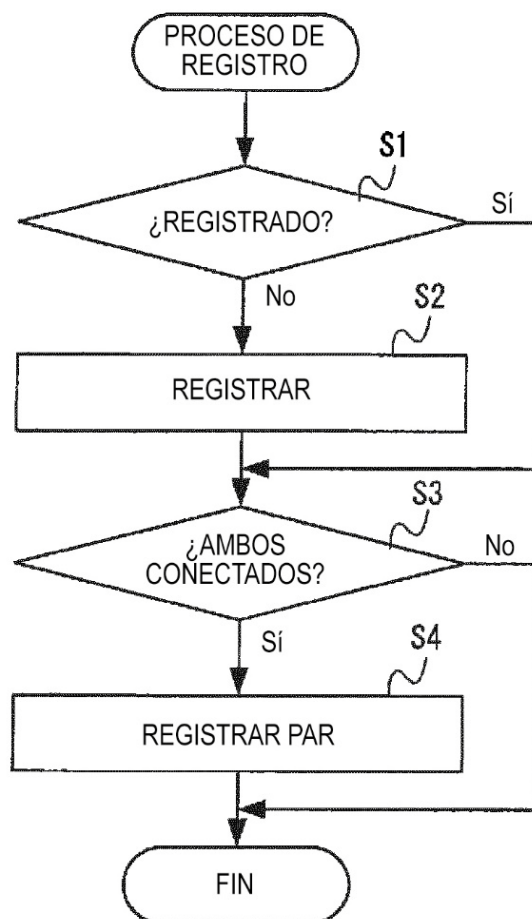 PROCESO DE
REGISTRO
S1
¿REGISTRADO?
Sí
No
S2
REGISTRAR
S3
¿AMBOS
CONECTADOS?
No
Sí
S4
REGISTRAR PAR
FIN